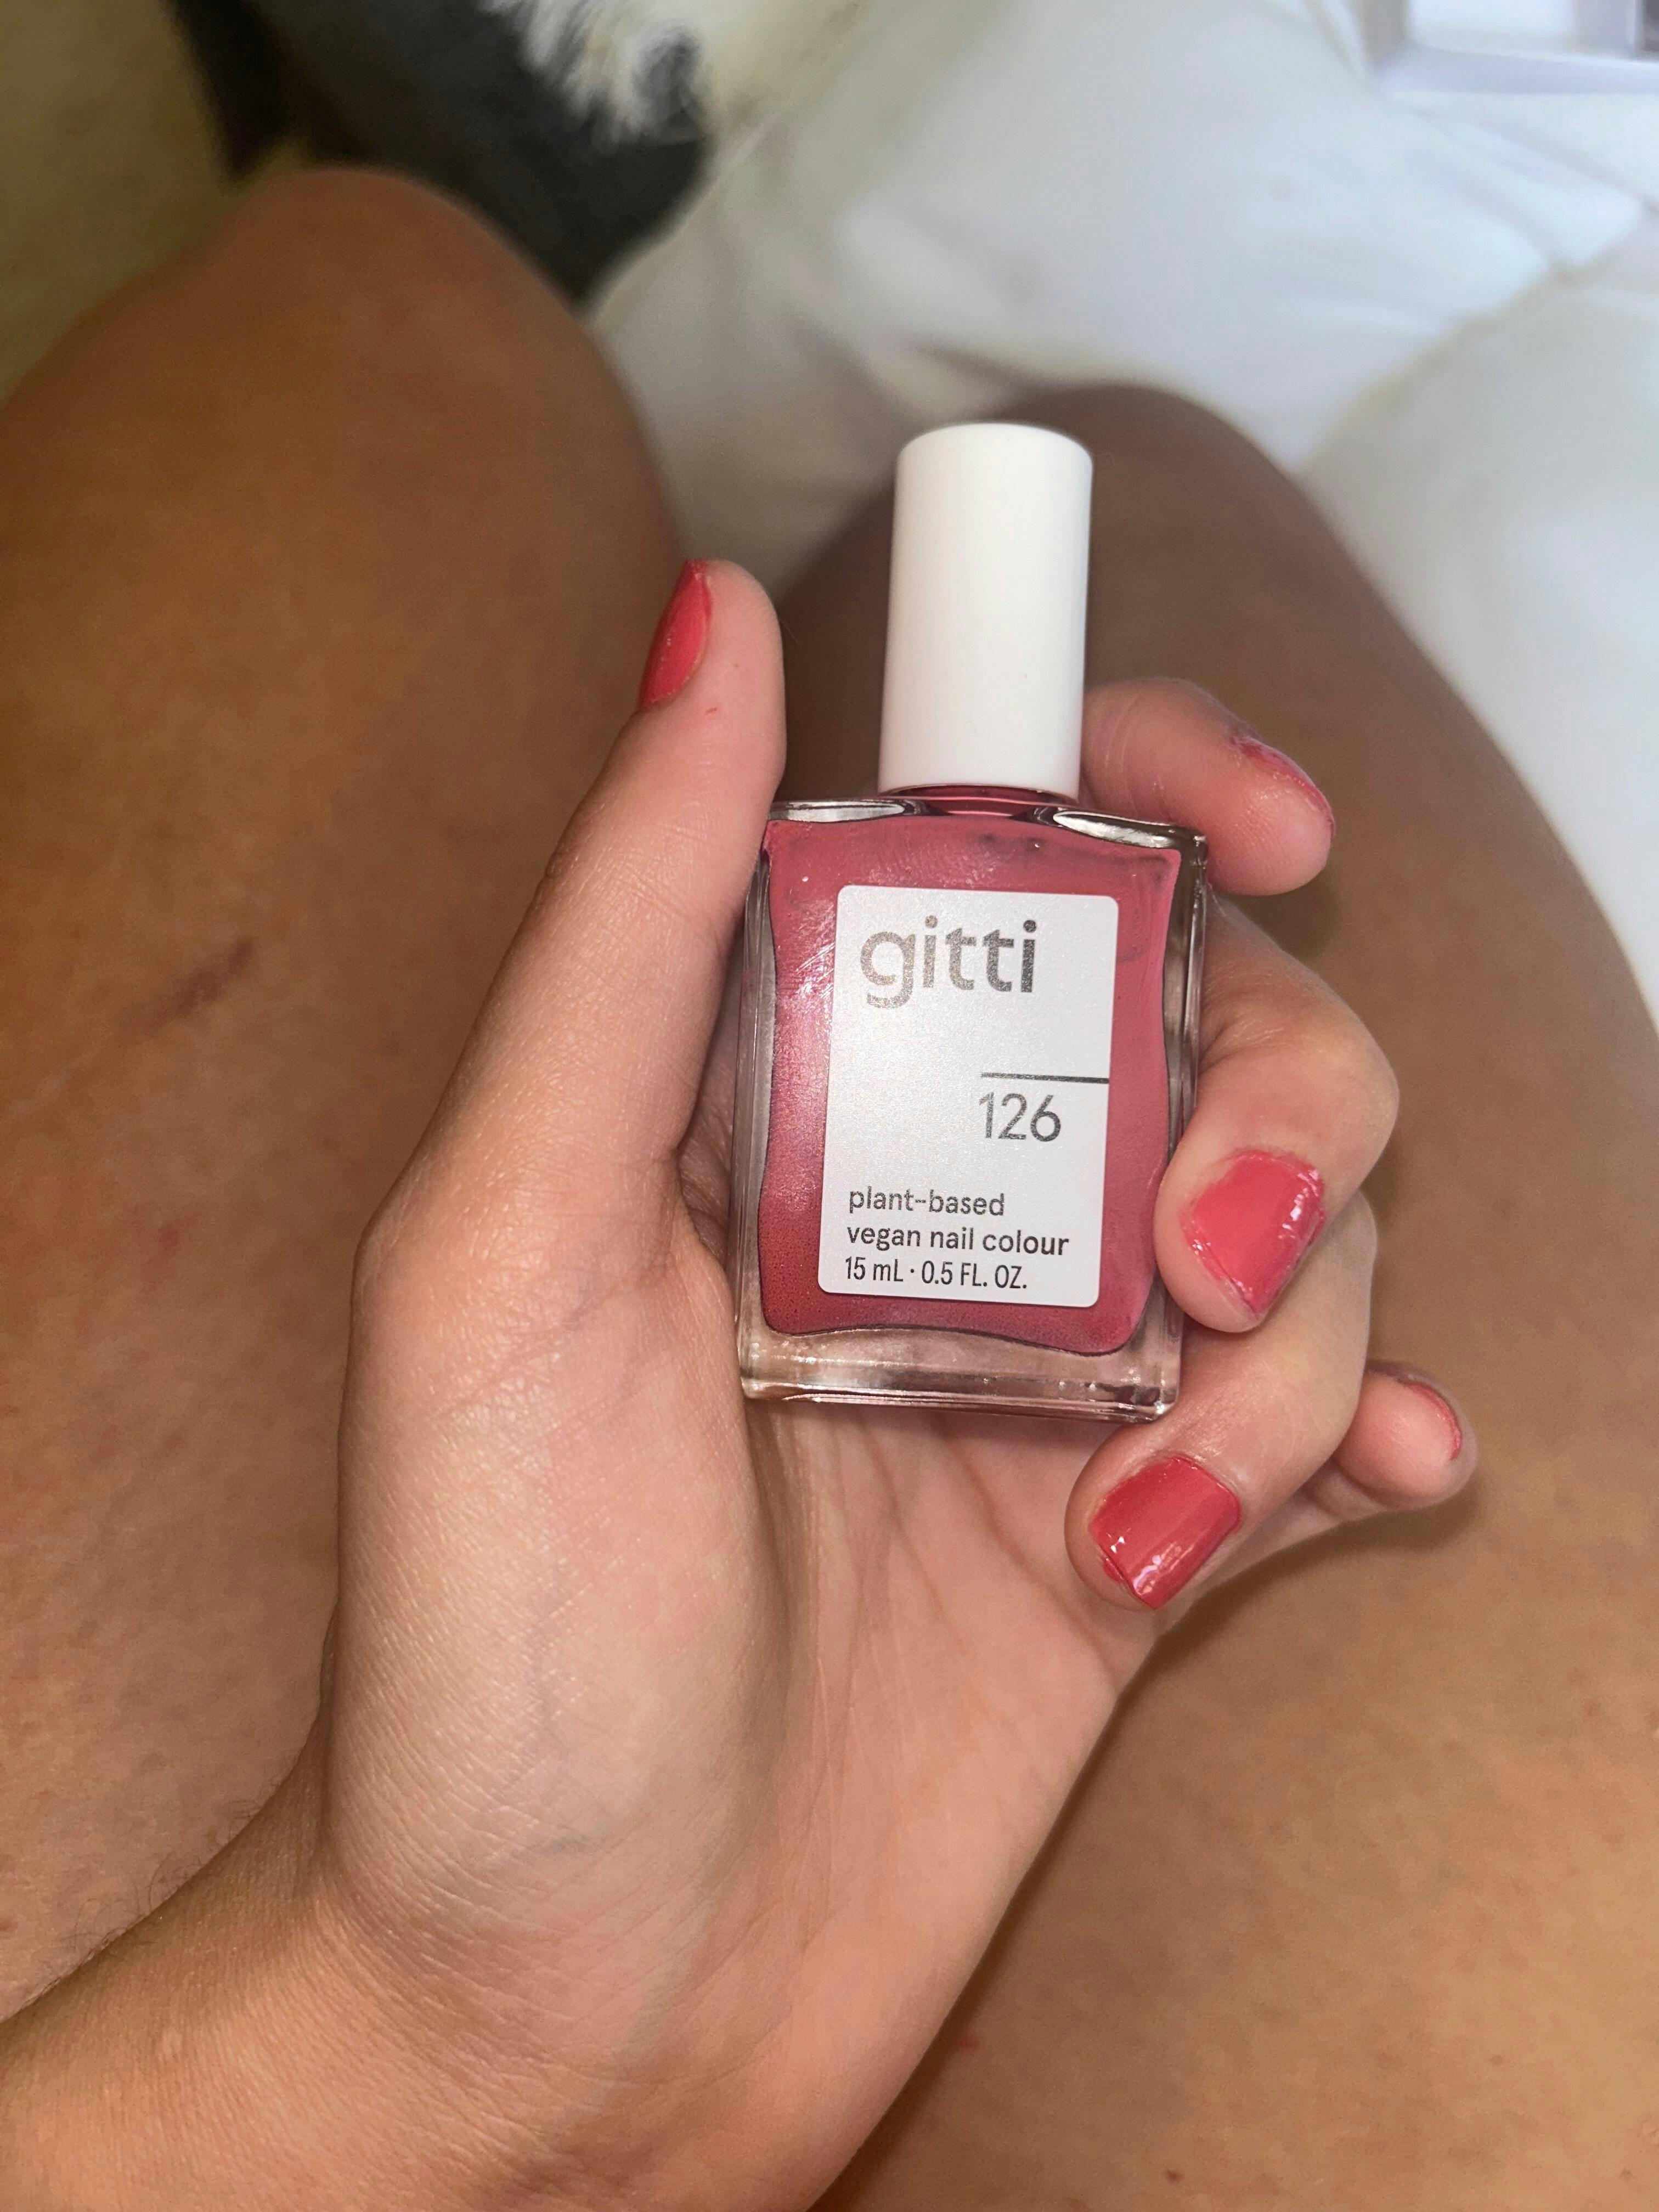 gitti
126
plant-based
vegan nail colour
15 mL · 0.5 FL. OZ.